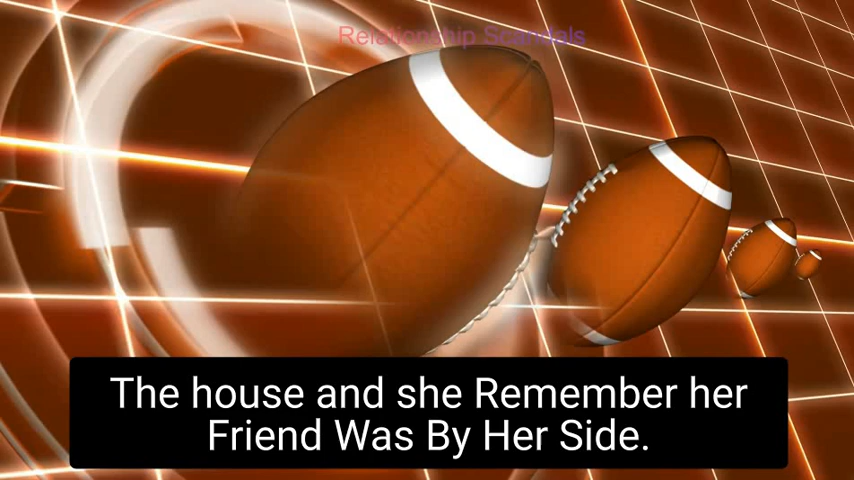 Relationship Scandals
The house and she Remember her
Friend Was By Her Side.